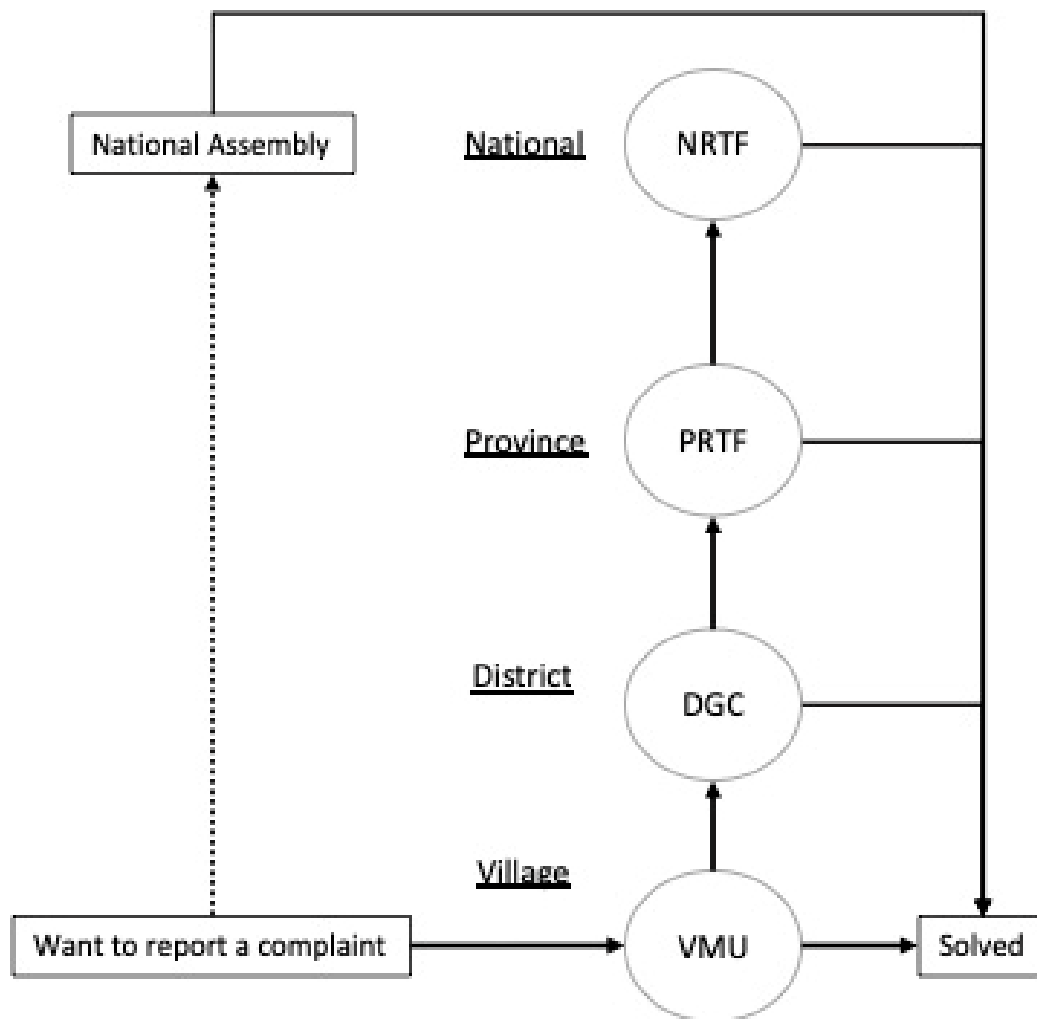 National Assembly
National
NRTF
Province
PRTF
District
DGC
Village
Want to report a complaint
VMU
Solved